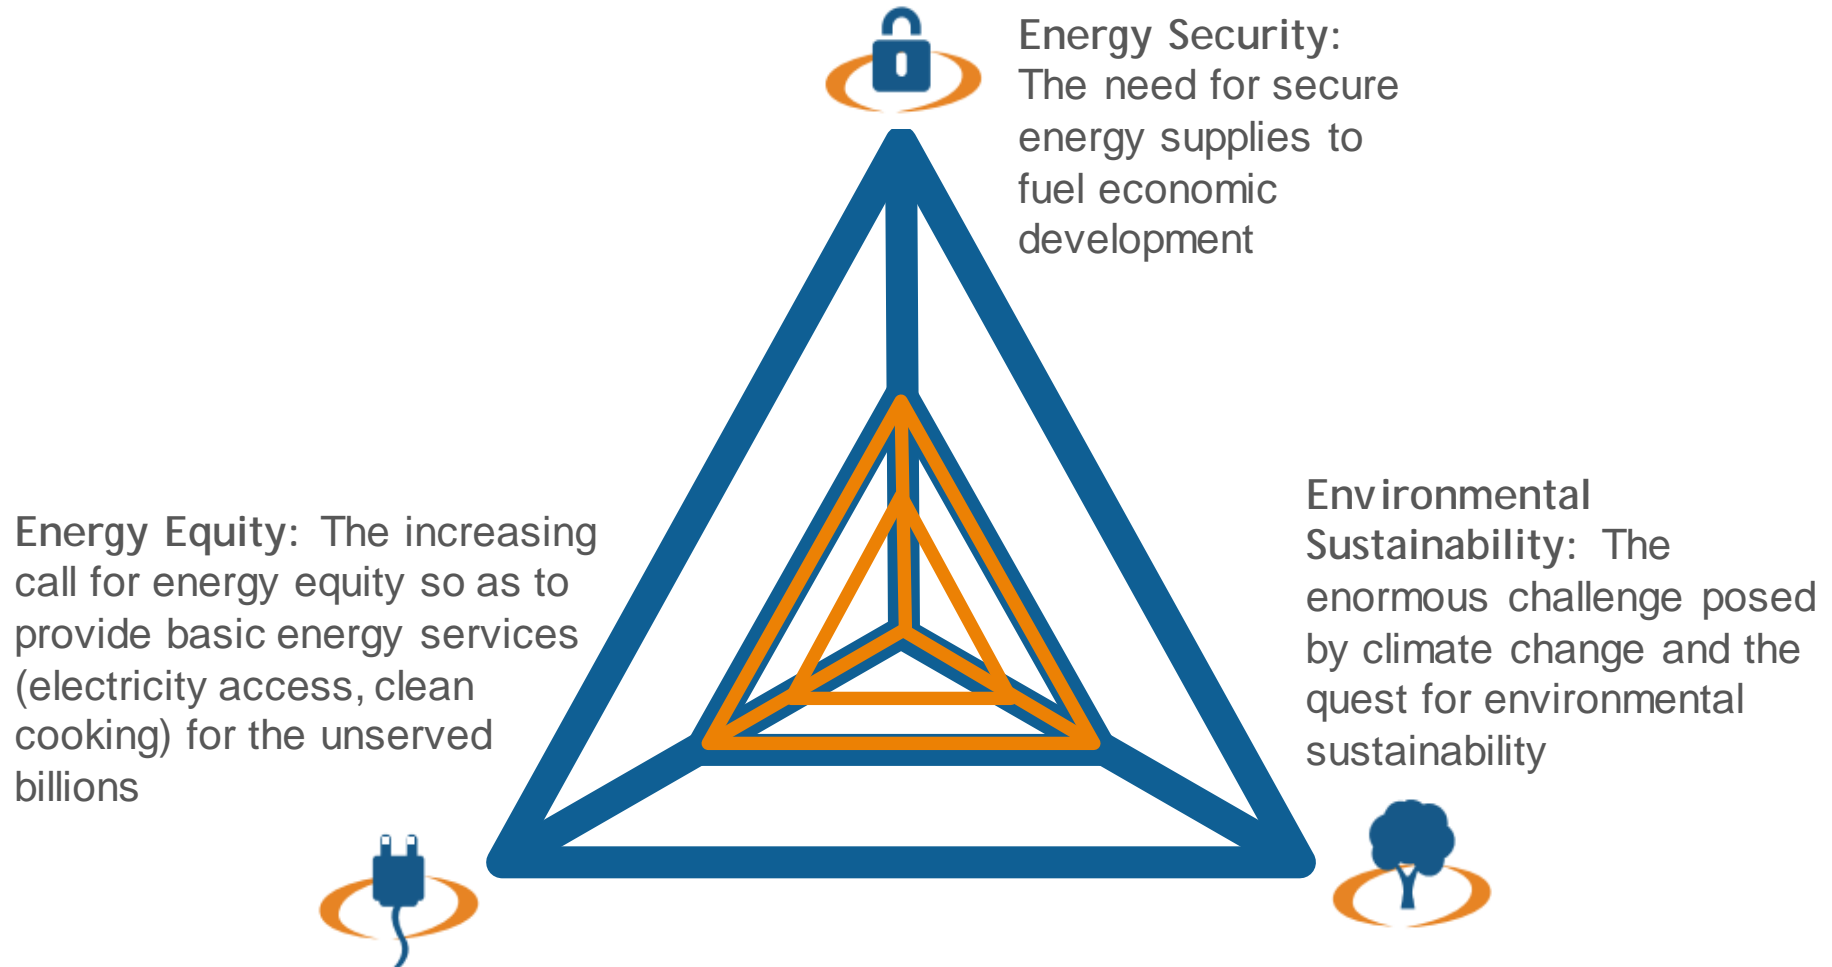 Energy Security:
The need for secure
energy supplies to
fuel economic
development
Energy Equity: The increasing
call for energy equity so as to
provide basic energy services
(electricity access, clean
cooking) for the unserved
billions
Environmental
Sustainability: The
enormous challenge posed
by climate change and the
quest for environmental
sustainability